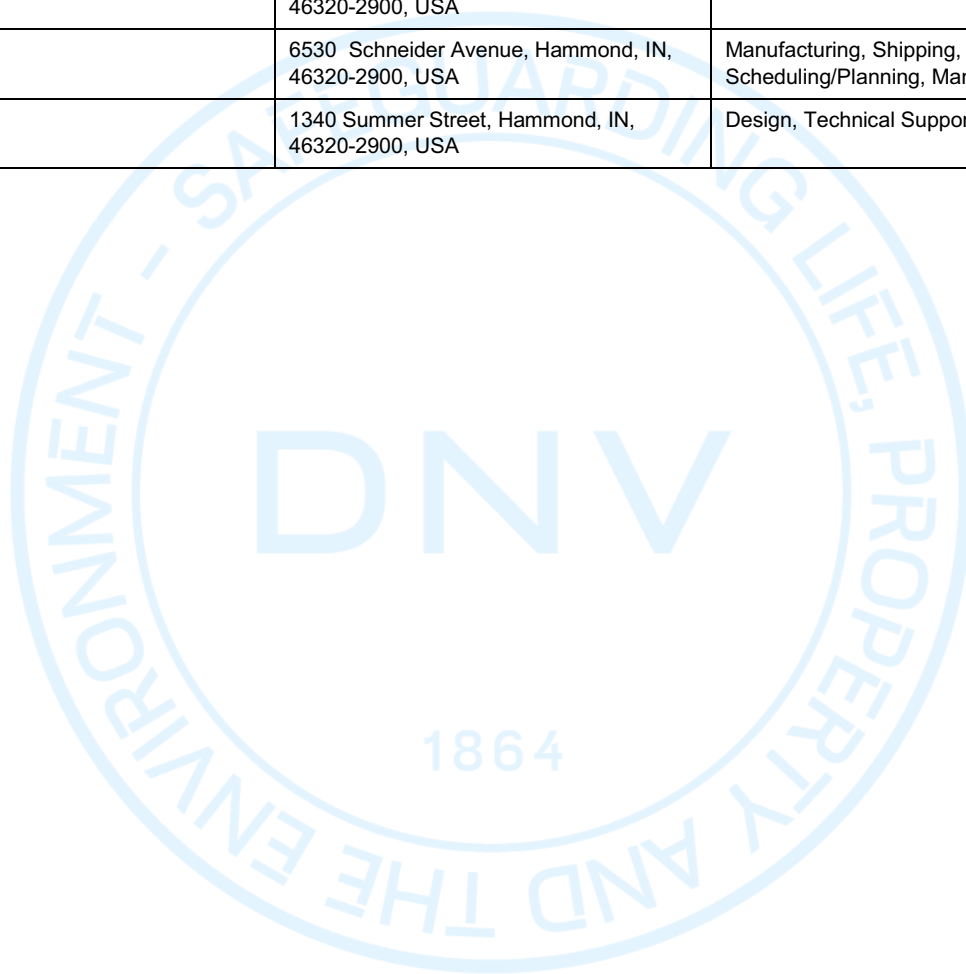 46320-2900, USA
6530  Schneider Avenue, Hammond, IN,
46320-2900, USA
Manufacturing, Shipping,
Scheduling/Planning,
1340 Summer Street, Hammond, IN,
46320-2900, USA
Design, Technical
SAFEGUARDING LIFE, PROPERTY AND THE ENVIRONMENT -
DNV
1864